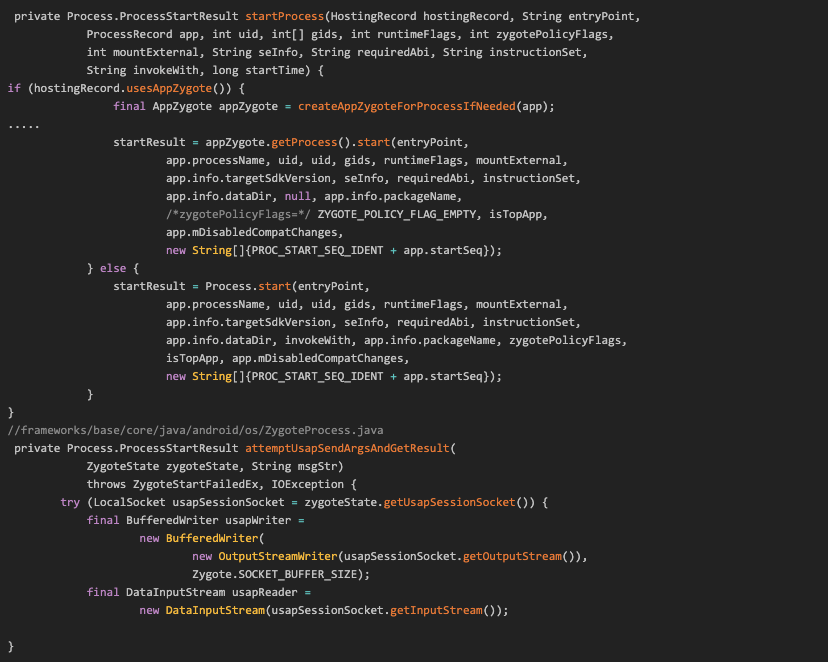 private Process.ProcessStartResult startProcess(HostingRecord hostingRecord, String entryPoint,
ProcessRecord app, int uid, int[] gids, int runtimeFlags, int zygotePolicyFlags,
int mountExternal, String seInfo, String requiredAbi, String instructionSet,
String invokeWith, long startTime) {
if (hostingRecord.usesAppZygote()) {
final AppZygote appZygote = createAppZygoteForProcessIfNeeded(app);
.....
startResult = appZygote.getProcess().start(entryPoint,
app.processName, uid, uid, gids, runtimeFlags, mountExternal,
app.info.targetSdkVersion, seInfo, requiredAbi, instructionSet,
app.info.dataDir, null, app.info.packageName,
/*zygotePolicyFlags=*/ ZYGOTE_POLICY_FLAG_EMPTY, isTopApp,
app.mDisabledCompatChanges,
new String[]{PROC_START_SEQ_IDENT + app.startSeq});
} else {
startResult = Process.start(entryPoint,
app.processName, uid, uid, gids, runtimeFlags, mountExternal,
app.info.targetSdkVersion, seInfo, requiredAbi, instructionSet,
app.info.dataDir, invokeWith, app.info.packageName, zygotePolicyFlags,
isTopApp, app.mDisabledCompatChanges,
new String[]{PROC_START_SEQ_IDENT + app.startSeq});
}
}
//frameworks/base/core/java/android/os/ZygoteProcess.java
private Process.ProcessStartResult attemptUsapSendArgsAndGetResult(
ZygoteState zygoteState, String msgStr)
throws ZygoteStartFailedEx, IOException {
try (LocalSocket usapSessionSocket = zygoteState.getUsapSessionSocket()) {
final BufferedWriter usapWriter =
new BufferedWriter(
new OutputStreamWriter(usapSessionSocket.getOutputStream()),
Zygote.SOCKET_BUFFER_SIZE);
final DataInputStream usapReader =
new DataInputStream(usapSessionSocket.getInputStream());
}